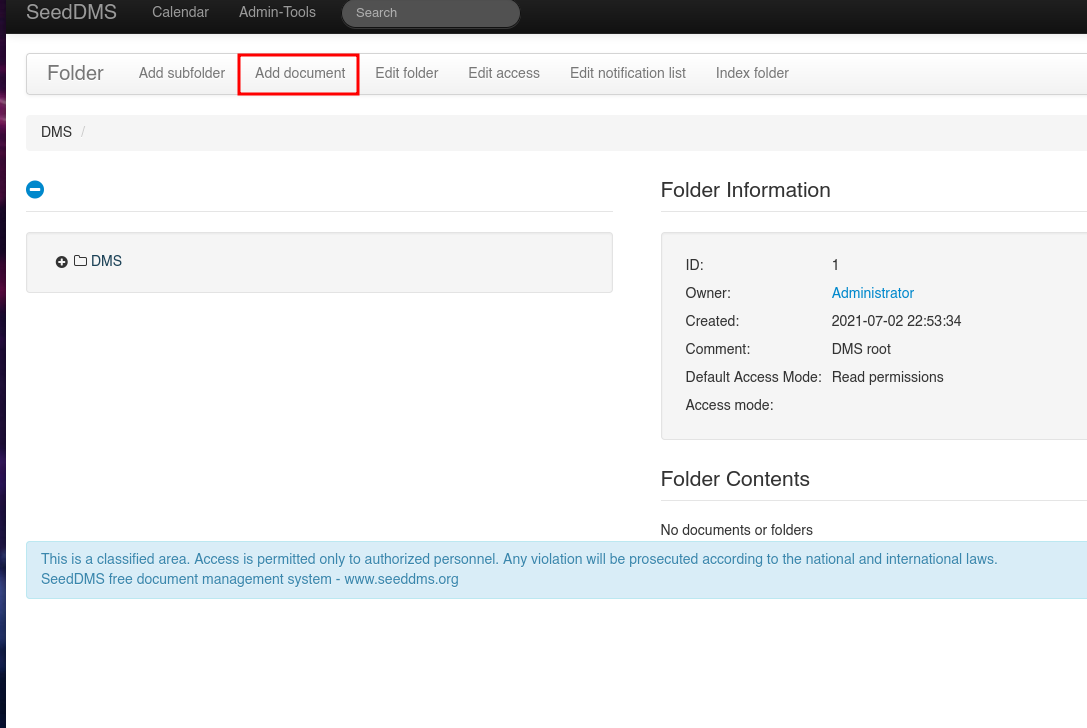 SeedDMS Calendar Admin-Tools Search
Folder Add subfolder Add document Edit folder Edit access Edit notification list Index folder
DMS /
DMS
Folder Information
ID: 1
Owner: Administrator
Created: 2021-07-02 22:53:34
Comment: DMS root
Default Access Mode: Read permissions
Access mode:
Folder Contents
No documents or folders
This is a classified area. Access is permitted only to authorized personnel. Any violation will be prosecuted according to the national and international laws.
SeedDMS free document management system - www.seeddms.org